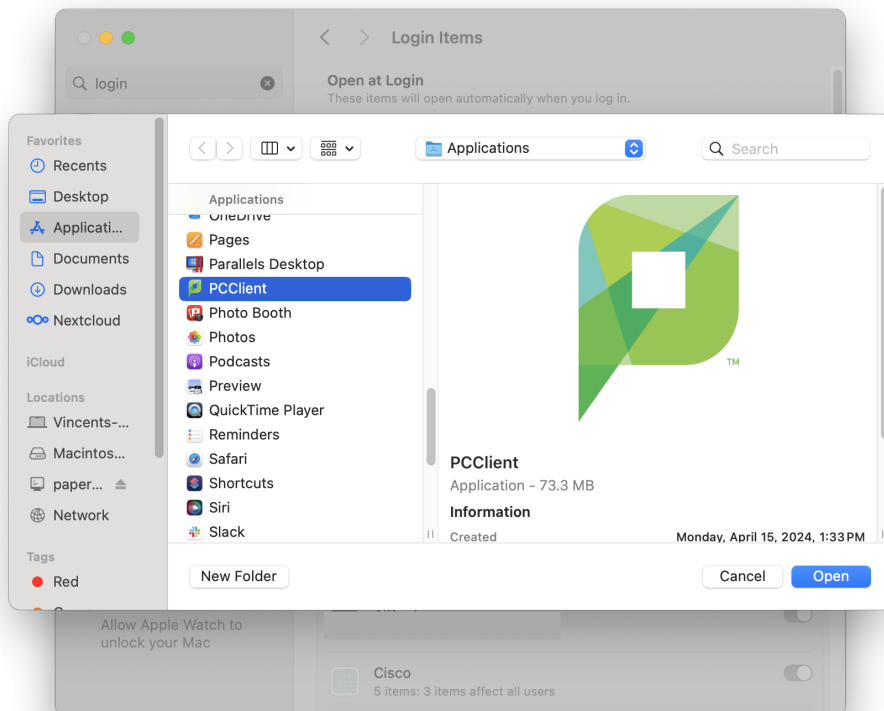 Login Items
login
Open at Login
These items will open automatically when you log in.
Favorites
Recents
Desktop
Applicati...
Documents
Downloads
Nextcloud
iCloud
Locations
Vincents-...
Macintos...
paper...
Network
Tags
Red
Applications
Search
Applications
OneDrive
Pages
Parallels Desktop
PCClient
Photo Booth
Photos
Podcasts
Preview
QuickTime Player
Reminders
Safari
Shortcuts
Siri
Slack
TM
PCClient
Application - 73.3 MB
Information
Created Monday, April 15, 2024, 1:33 PM
New Folder
Cancel
Open
Allow Apple Watch to
unlock your Mac
Cisco
5 items: 3 items affect all users